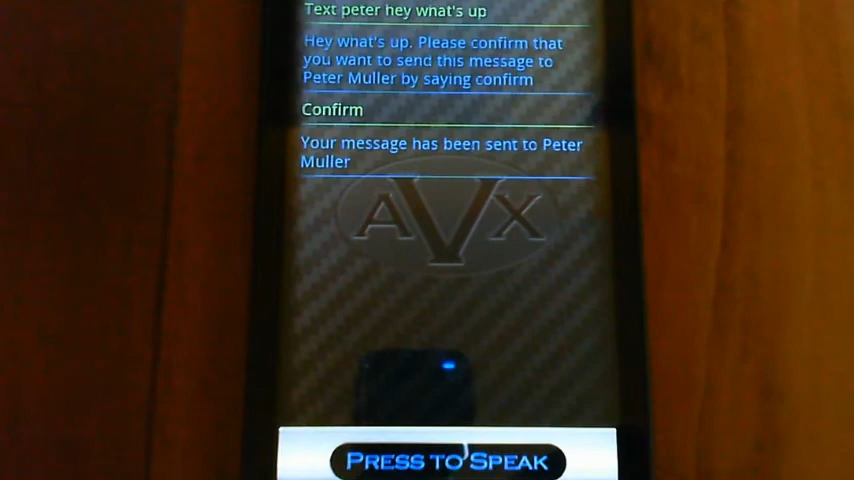 Text peter hey what's up
Hey what's up. Please confirm that
you want to send this message to
Peter Muller by saying confirm
Confirm
Your message has been sent to Peter
Muller
AVX
PRESS TO SPEAK